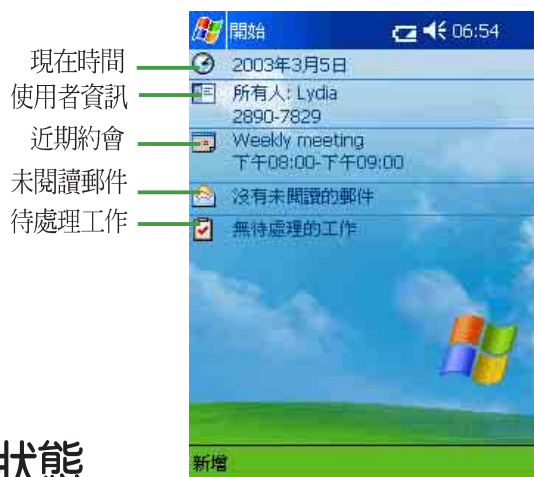 開始 06:54
現在時間
2003年3月5日
使用者資訊
所有人: Lydia
2890-7829
近期約會
Weekly meeting
下午08:00-下午09:00
未閱讀郵件
沒有未閱讀的郵件
待處理工作
無待處理的工作
狀態
新增